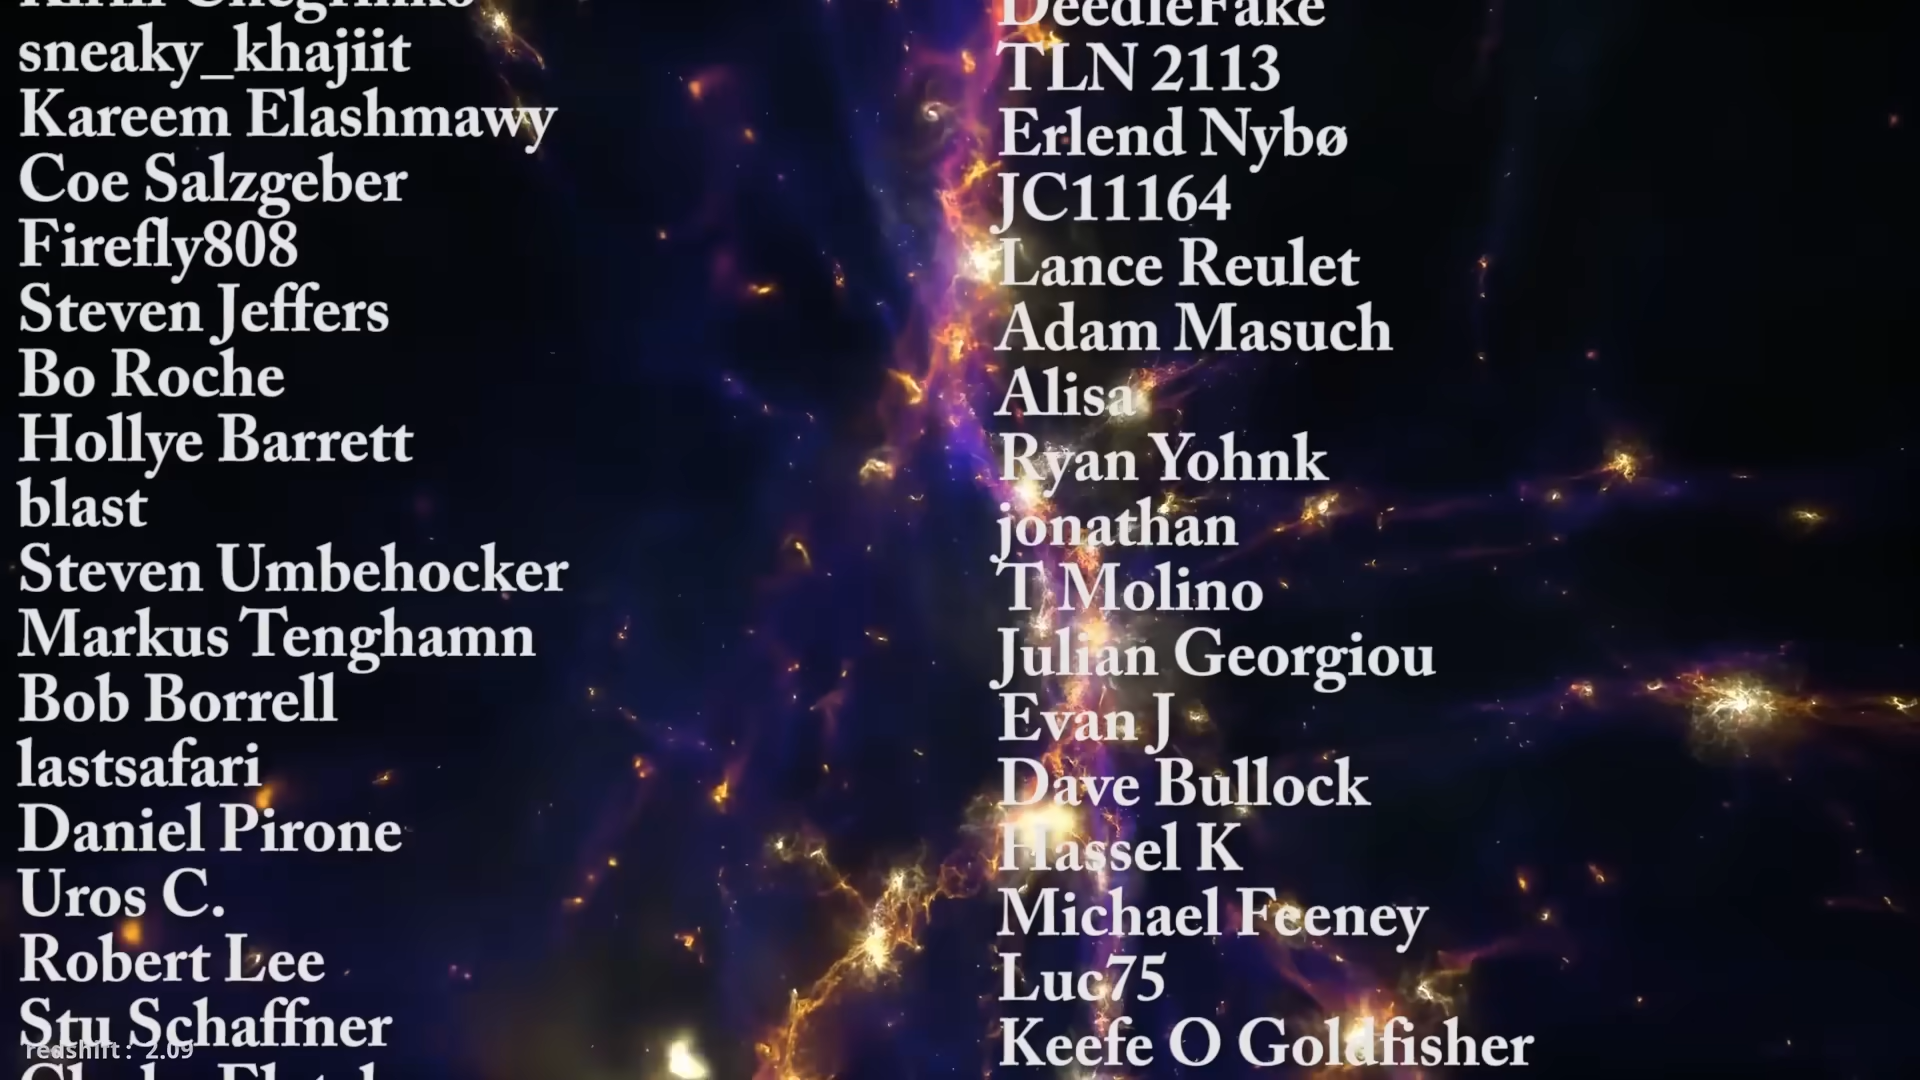 sneaky_khajiit
Kareem Elashmawy
Coe Salzgeber
Firefly808
Steven Jeffers
Bo Roche
Hollye Barrett
blast
Steven Umbehocker
Markus Tenghamn
Bob Borrell
lastsafari
Daniel Pirone
Uros C.
Robert Lee
Stu Schaffner
redshift: 2.09
DeedleFake
TLN 2113
Erlend Nybø
JC11164
Lance Reulet
Adam Masuch
Alisa
Ryan Yohnk
jonathan
T Molino
Julian Georgiou
Evan J
Dave Bullock
Hassel K
Michael Feeney
Luc75
Keefe O Goldfisher